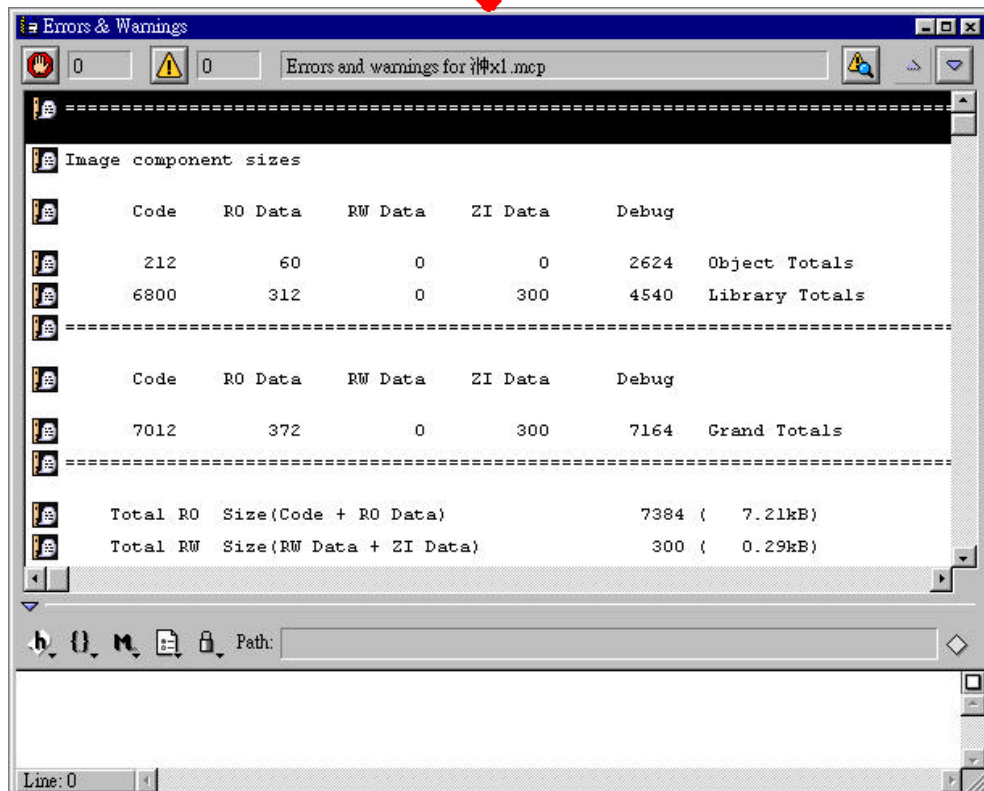 Errors & Warnings
0 0 Errors and warnings for 衶x1.mcp
==============================================================================
Image component sizes
Code RO Data RW Data ZI Data Debug
212 60 0 0 2624 Object Totals
6800 312 0 300 4540 Library Totals
==============================================================================
Code RO Data RW Data ZI Data Debug
7012 372 0 300 7164 Grand Totals
==============================================================================
Total RO Size(Code + RO Data) 7384 ( 7.21kB)
Total RW Size(RW Data + ZI Data) 300 ( 0.29kB)
.h {} M Path:
Line: 0